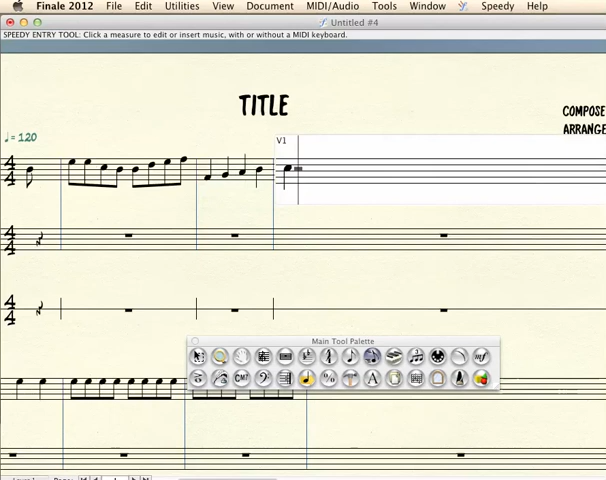 Finale 2012 File Edit Utilities View Document MIDI/Audio Tools Window Speedy Help
Untitled #4
SPEEDY ENTRY TOOL: Click a measure to edit or insert music, with or without a MIDI keyboard.
TITLE
COMPOSE
ARRANGE
= 120
V1
Main Tool Palette
mf
CM7
A